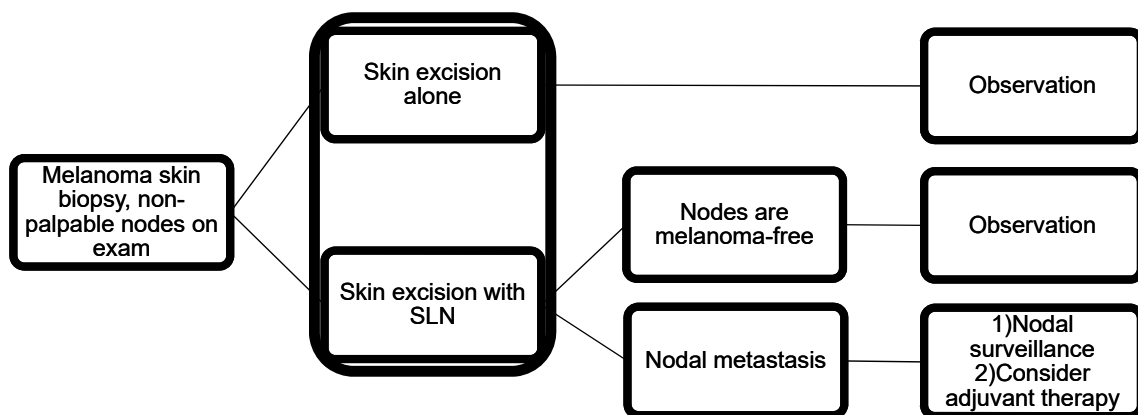 Skin excision
alone
Observation
Melanoma skin
biopsy, non-
palpable nodes on
exam
Nodes are
melanoma-free
Observation
Skin excision with
SLN
Nodal metastasis
1)Nodal
surveillance
2)Consider
adjuvant therapy